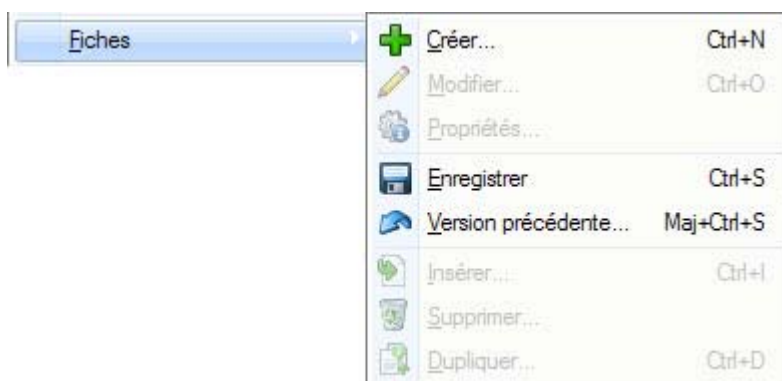 Fiches
Créer... Ctrl+N
Modifier... Ctrl+O
Propriétés...
Enregistrer Ctrl+S
Version précédente... Maj+Ctrl+S
Insérer... Ctrl+I
Supprimer...
Dupliquer... Ctrl+D